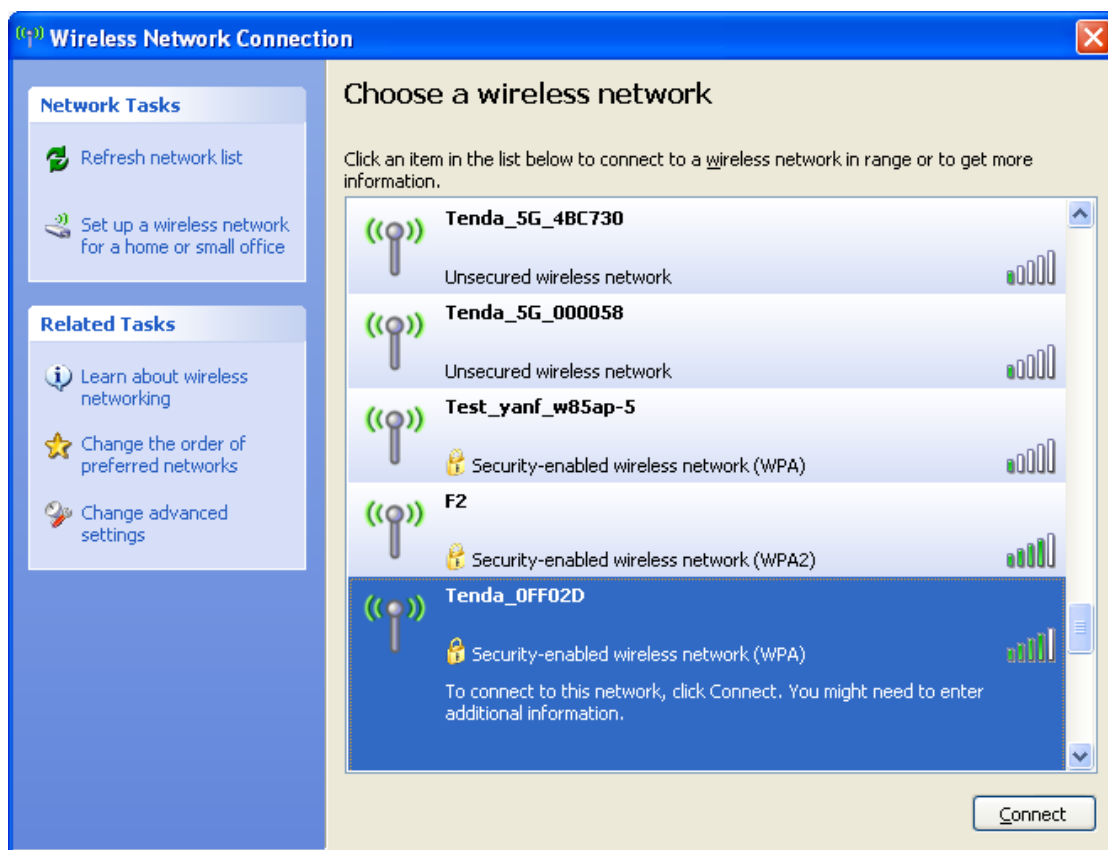 Wireless Network Connection
Network Tasks
Refresh network list
Set up a wireless network
for a home or small office
Related Tasks
Learn about wireless
networking
Change the order of
preferred networks
Change advanced
settings
Choose a wireless network
Click an item in the list below to connect to a wireless network in range or to get more
information.
Tenda_5G_4BC730
Unsecured wireless network
Tenda_5G_000058
Unsecured wireless network
Test_yanf_w85ap-5
Security-enabled wireless network (WPA)
F2
Security-enabled wireless network (WPA2)
Tenda_0FF02D
Security-enabled wireless network (WPA)
To connect to this network, click Connect. You might need to enter
additional information.
Connect